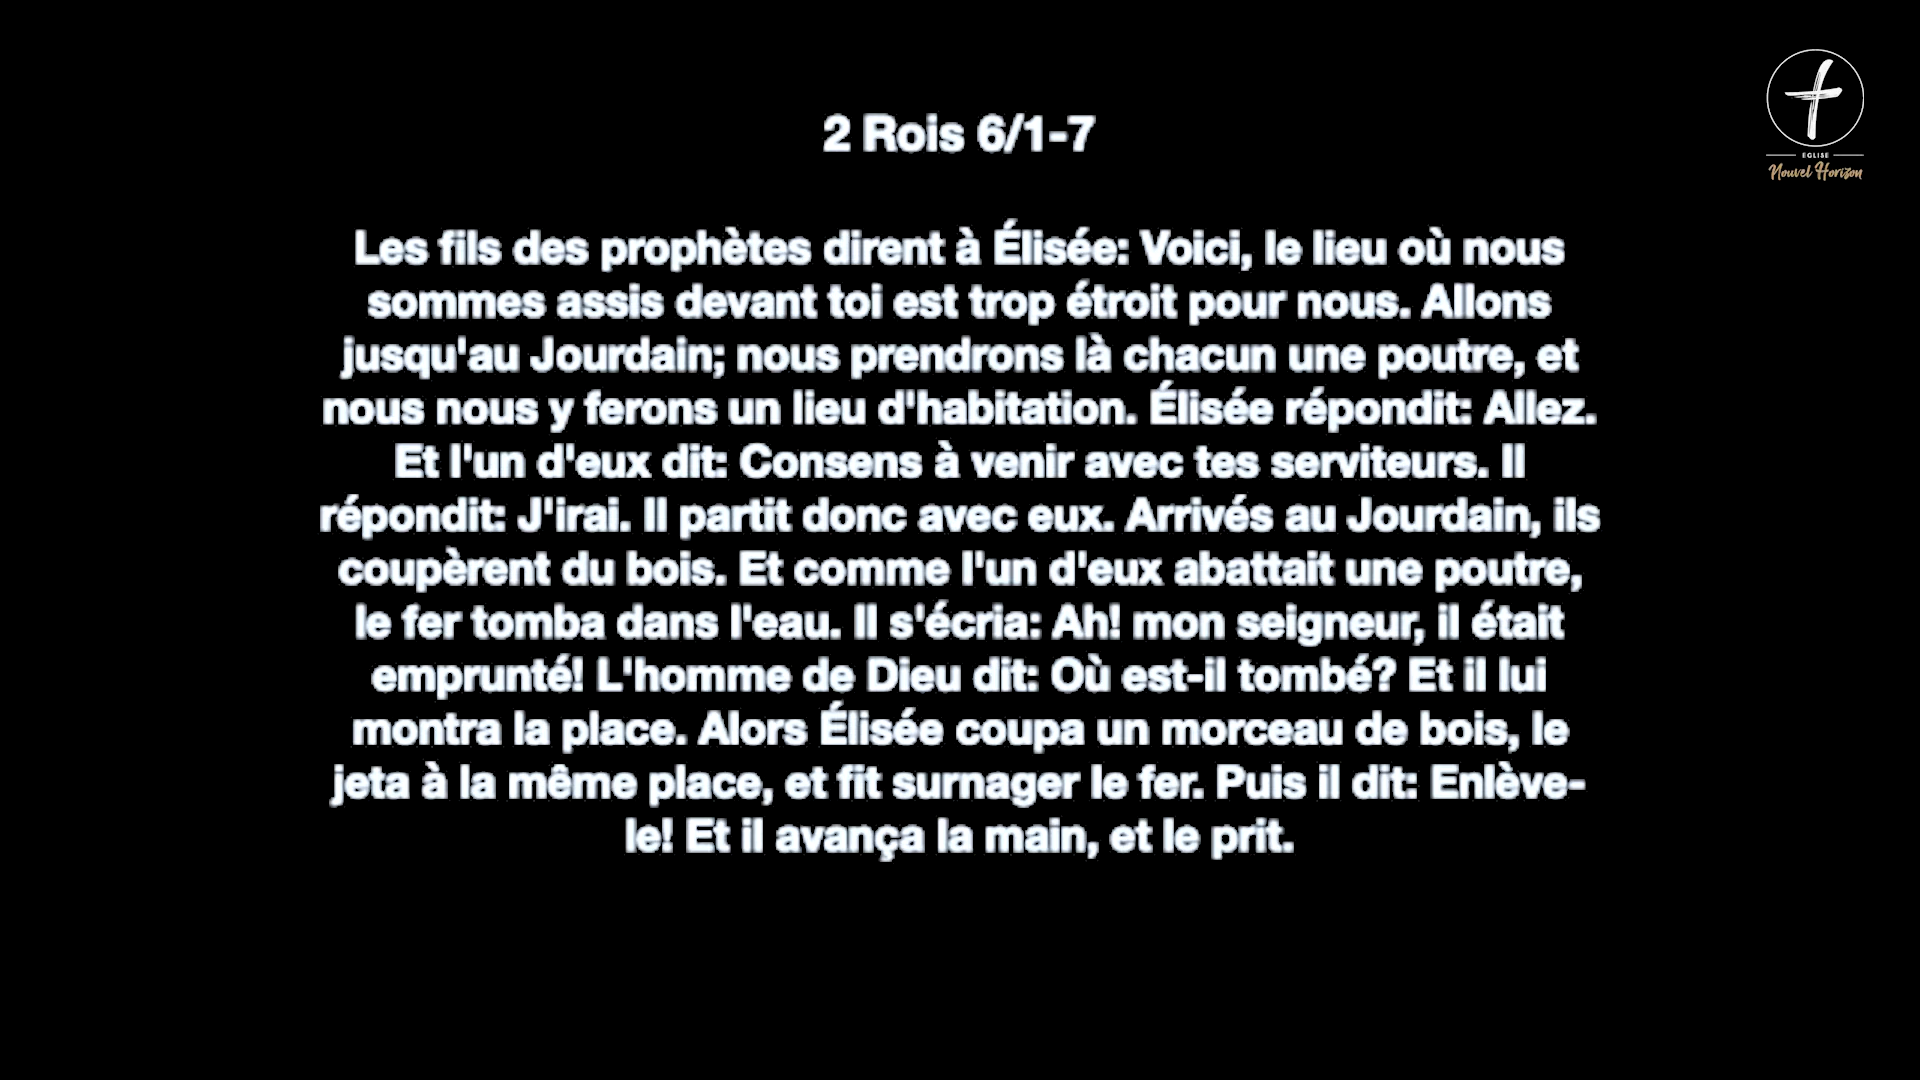 2 Rois 6/1-7
EGLISE
Nouvel Horizon
Les fils des prophètes dirent à Élisée: Voici, le lieu où nous
sommes assis devant toi est trop étroit pour nous. Allons
jusqu'au Jourdain; nous prendrons là chacun une poutre, et
nous nous y ferons un lieu d'habitation. Élisée répondit: Allez.
Et l'un d'eux dit: Consens à venir avec tes serviteurs. Il
répondit: J'irai. Il partit donc avec eux. Arrivés au Jourdain, ils
coupèrent du bois. Et comme l'un d'eux abattait une poutre,
le fer tomba dans l'eau. Il s'écria: Ah! mon seigneur, il était
emprunté! L'homme de Dieu dit: Où est-il tombé? Et il lui
montra la place. Alors Élisée coupa un morceau de bois, le
jeta à la même place, et fit surnager le fer. Puis il dit: Enlève-
le! Et il avança la main, et le prit.